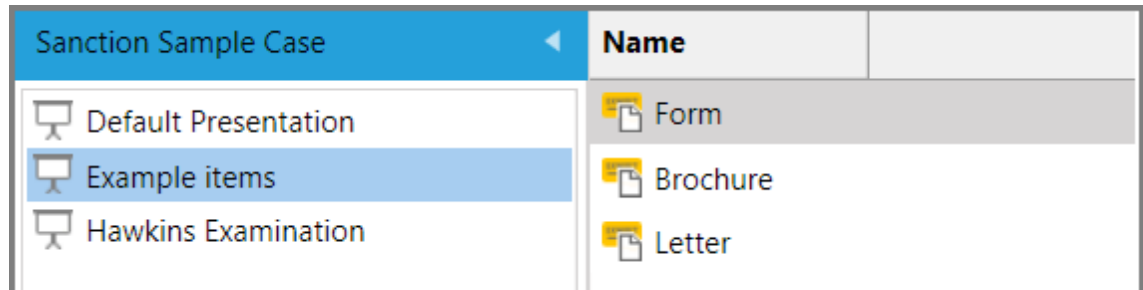 Sanction Sample Case
Default Presentation
Example items
Hawkins Examination
Name
Form
Brochure
Letter